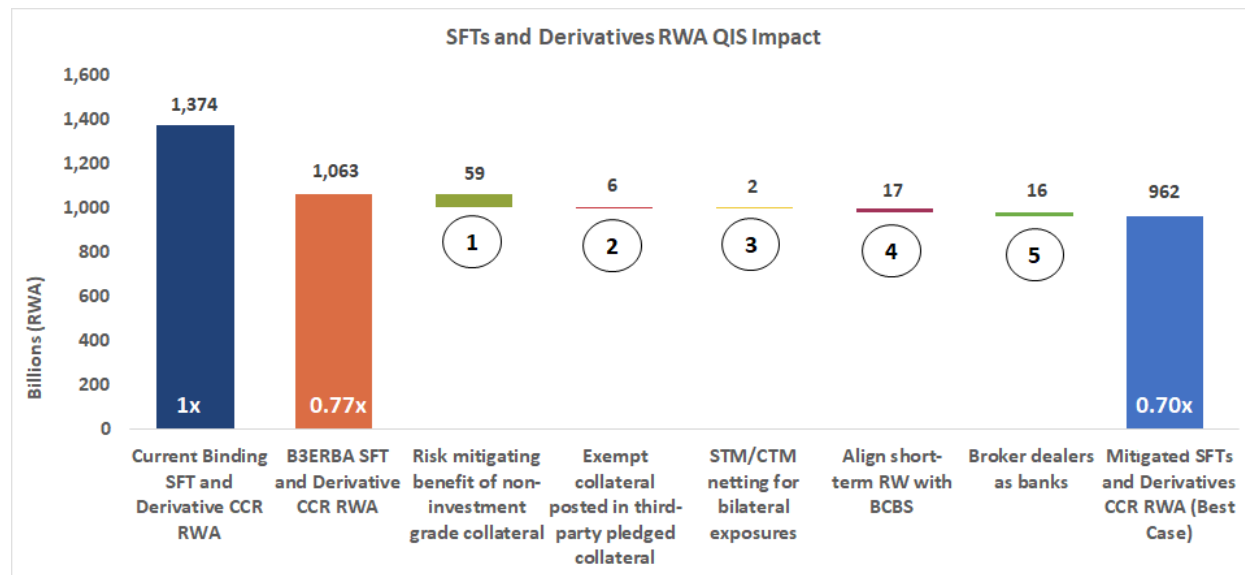 SFTs and Derivatives RWA QIS Impact
Billions (RWA)
1,600
1,400
1,200
1,000
800
600
400
200
0
1,374
1,063
59
6
2
17
16
962
1
2
3
4
5
1x
0.77x
0.70x
Current Binding
SFT and
Derivative CCR
RWA
B3ERBA SFT
and Derivative
CCR RWA
Risk mitigating
benefit of non-
investment
grade collateral
Exempt
collateral
posted in third-
party pledged
collateral
STM/CTM
netting for
bilateral
exposures
Align short-
term RW with
BCBS
Broker dealers
as banks
Mitigated SFTs
and Derivatives
CCR RWA (Best
Case)